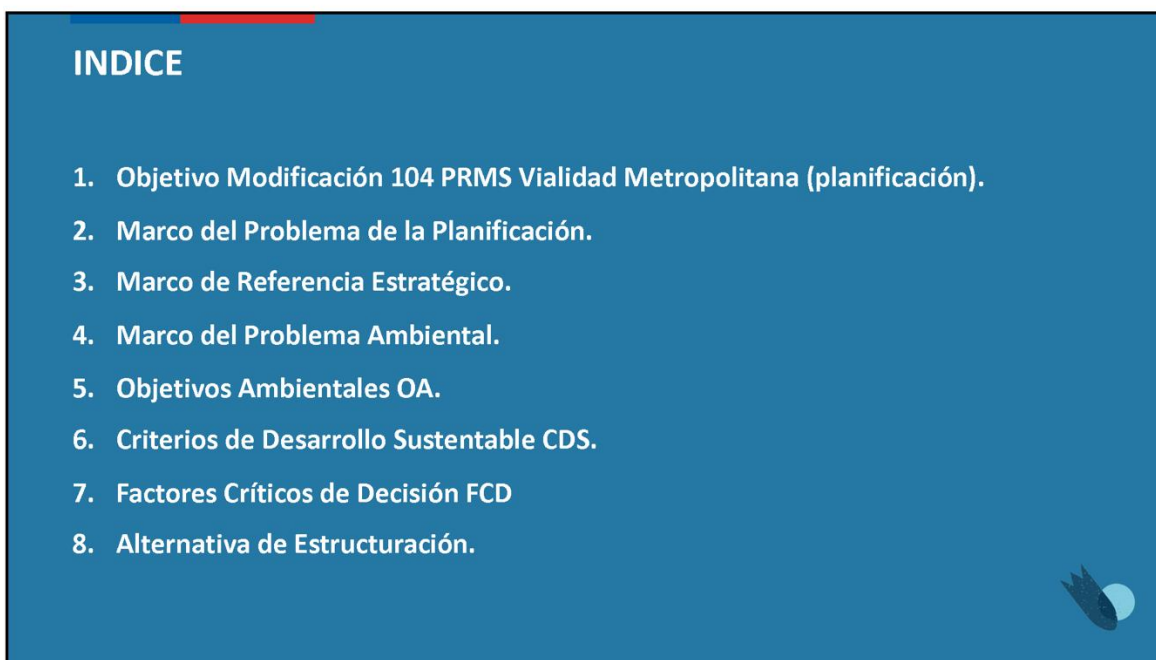 INDICE
1. Objetivo Modificación 104 PRMS Vialidad Metropolitana (planificación).
2. Marco del Problema de la Planificación.
3. Marco de Referencia Estratégico.
4. Marco del Problema Ambiental.
5. Objetivos Ambientales OA.
6. Criterios de Desarrollo Sustentable CDS.
7. Factores Críticos de Decisión FCD
8. Alternativa de Estructuración.